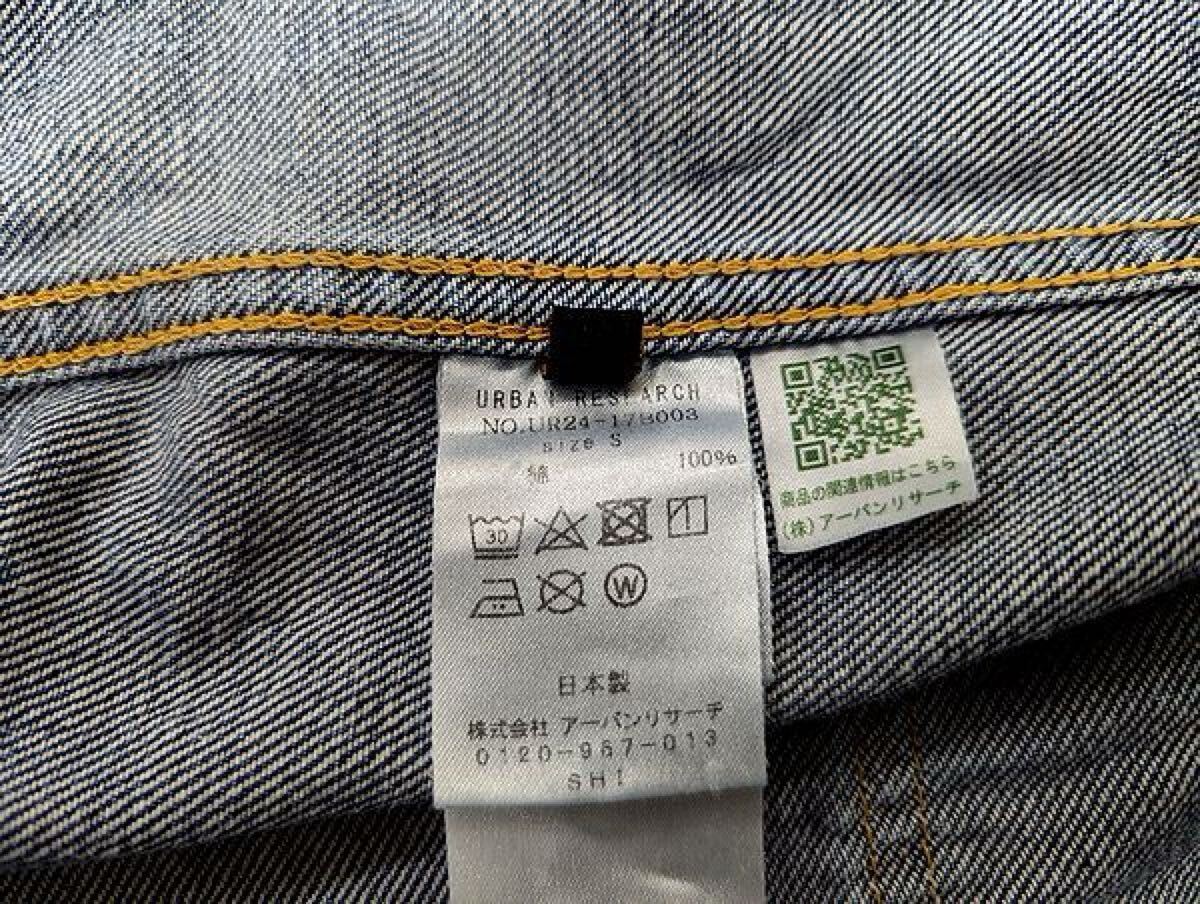 URBAN RESEARCH
NO.UR24-17B003
size S
綿 100%
30
W
日本製
株式会社 アーバンリサーチ
0120-987-013
SHI
商品の関連情報はこちら
(株) アーバンリサーチ